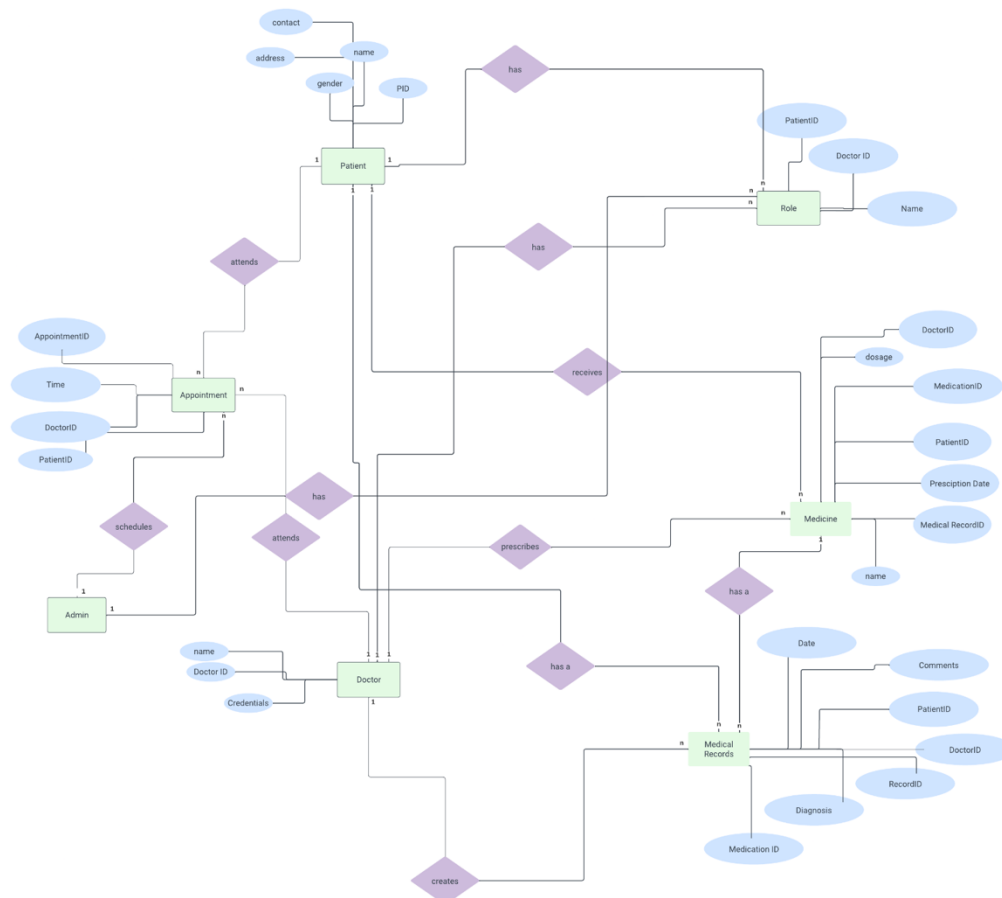 contact
name
address
has
gender
PID
PatientID
1
Patient
1
Doctor ID
1
1
n
n
Role
Name
n
has
attends
AppointmentID
DoctorID
dosage
receives
Time
n
n
MedicationID
Appointment
DoctorID
n
PatientID
PatientID
has
Presciption Date
n
n
Medicine
Medical RecordID
schedules
attends
prescribes
1
name
1
has a
Admin
1
Date
name
1
1
1
Comments
Doctor ID
Doctor
has a
Credentials
1
PatientID
n
n
n
Medical
Records
DoctorID
RecordID
Diagnosis
Medication ID
creates